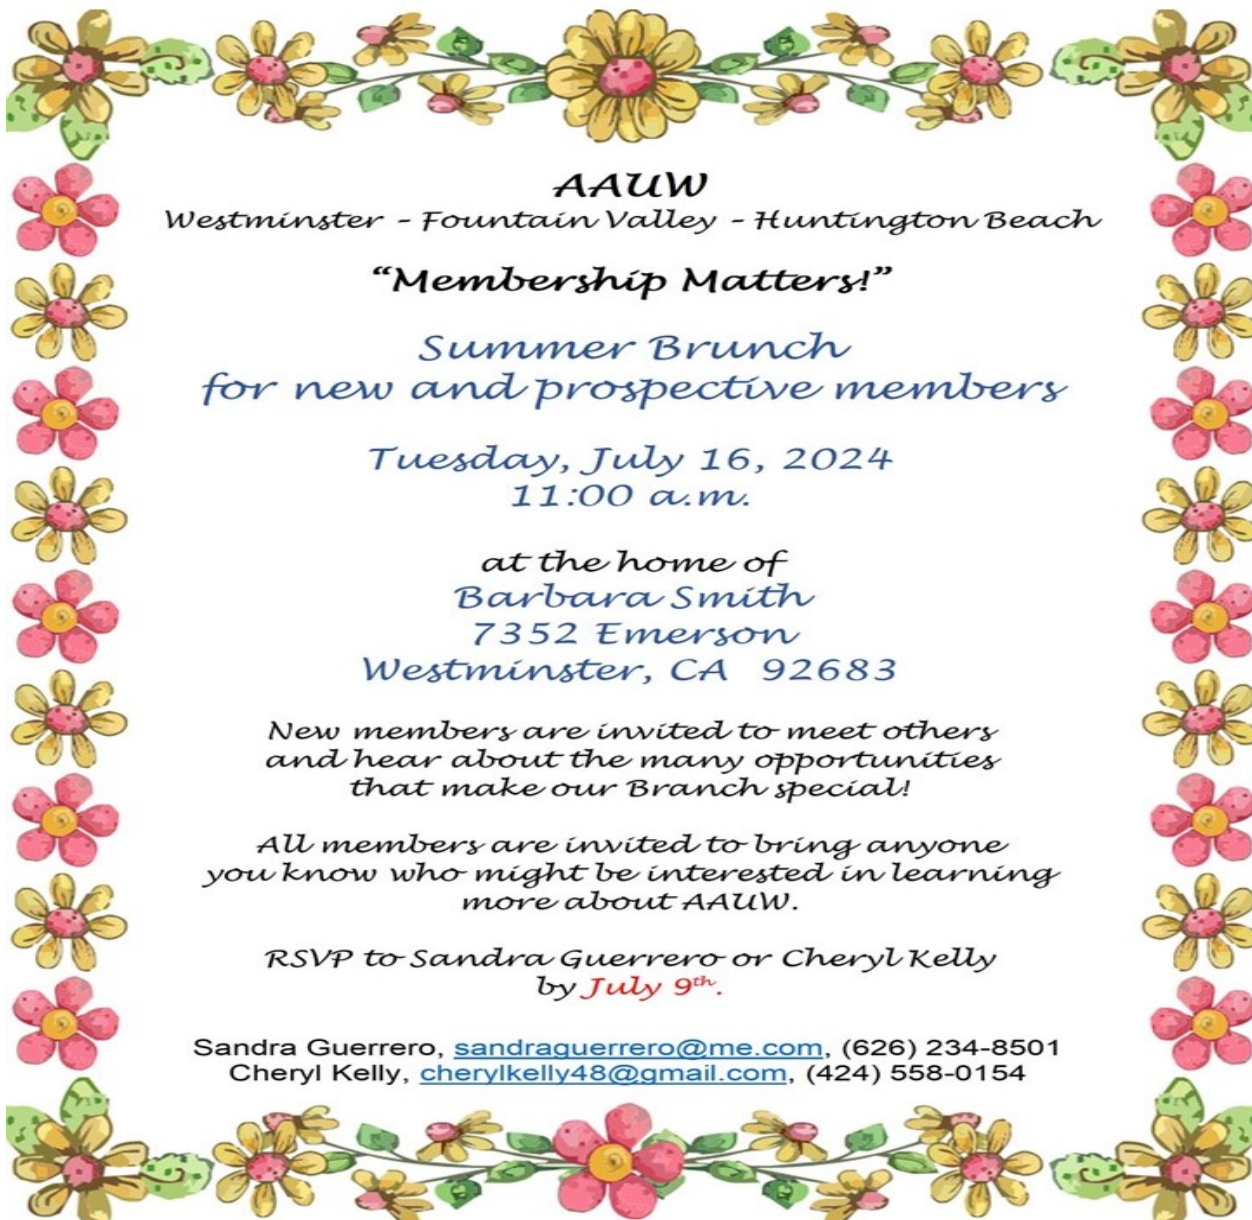 AAUW
Westminster - Fountain Valley - Huntington Beach
“Membership Matters!”
Summer Brunch
for new and prospective members
Tuesday, July 16, 2024
11:00 a.m.
at the home of
Barbara Smith
7352 Emerson
Westminster, CA 92683
New members are invited to meet others
and hear about the many opportunities
that make our Branch special!
All members are invited to bring anyone
you know who might be interested in learning
more about AAUW.
RSVP to Sandra Guerrero or Cheryl Kelly
by July 9th.
Sandra Guerrero, sandraguerrero@me.com, (626) 234-8501
Cheryl Kelly, cherylkelly48@gmail.com, (424) 558-0154